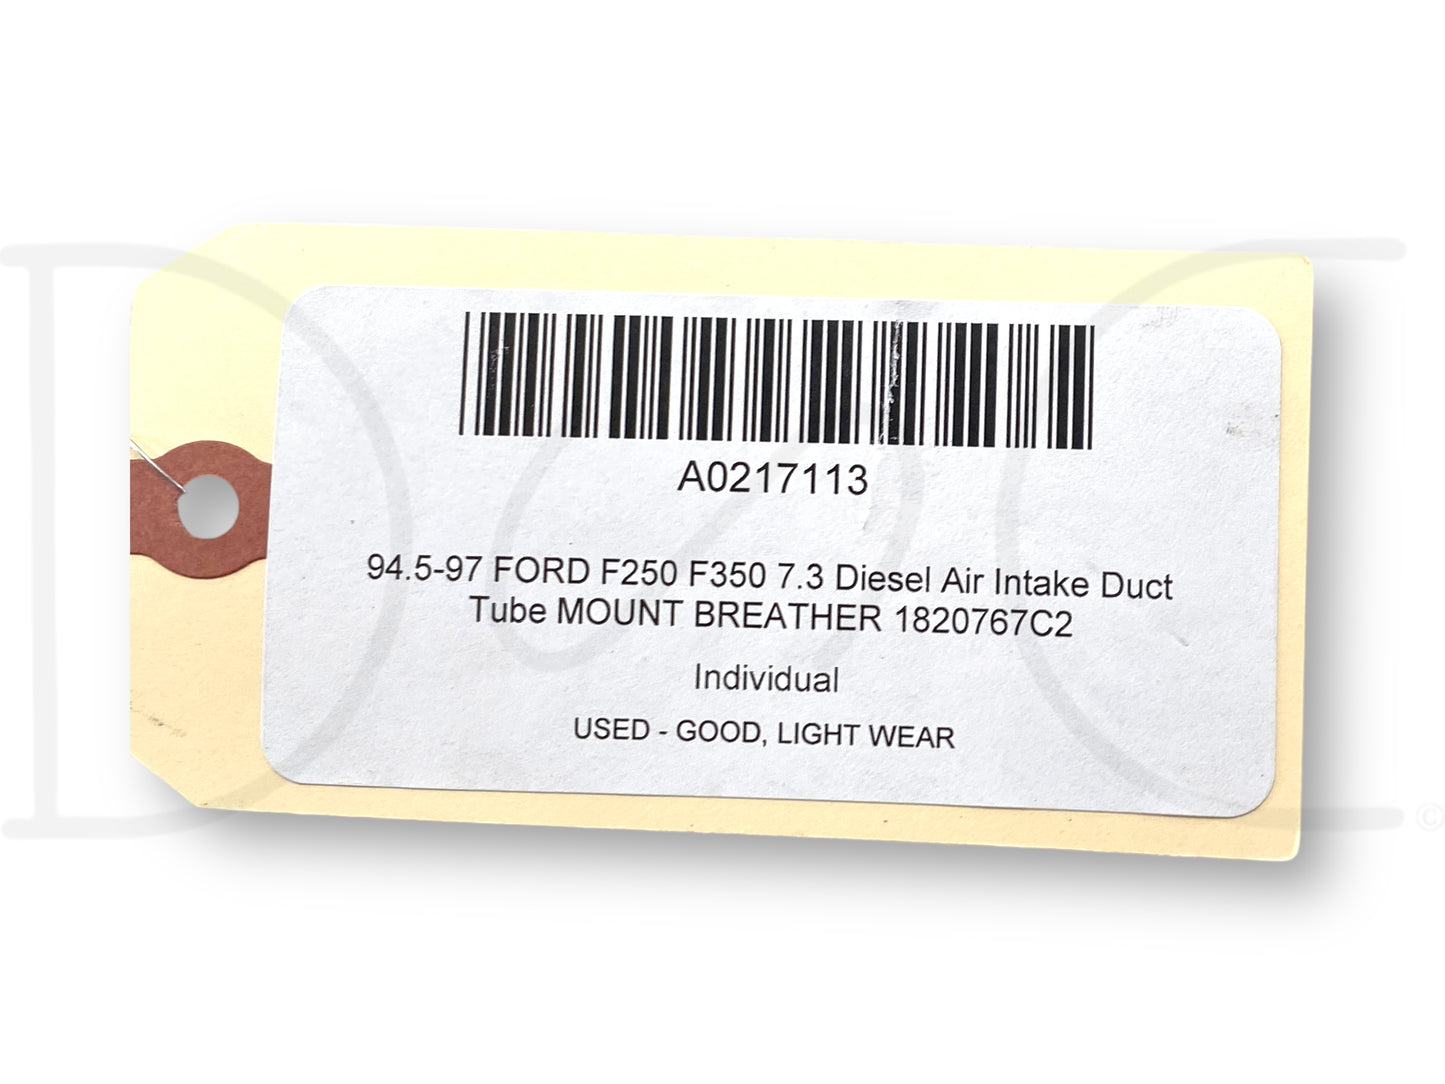 A0217113
94.5-97 FORD F250 F350 7.3 Diesel Air Intake Duct
Tube MOUNT BREATHER 1820767C2
Individual
USED - GOOD, LIGHT WEAR
©